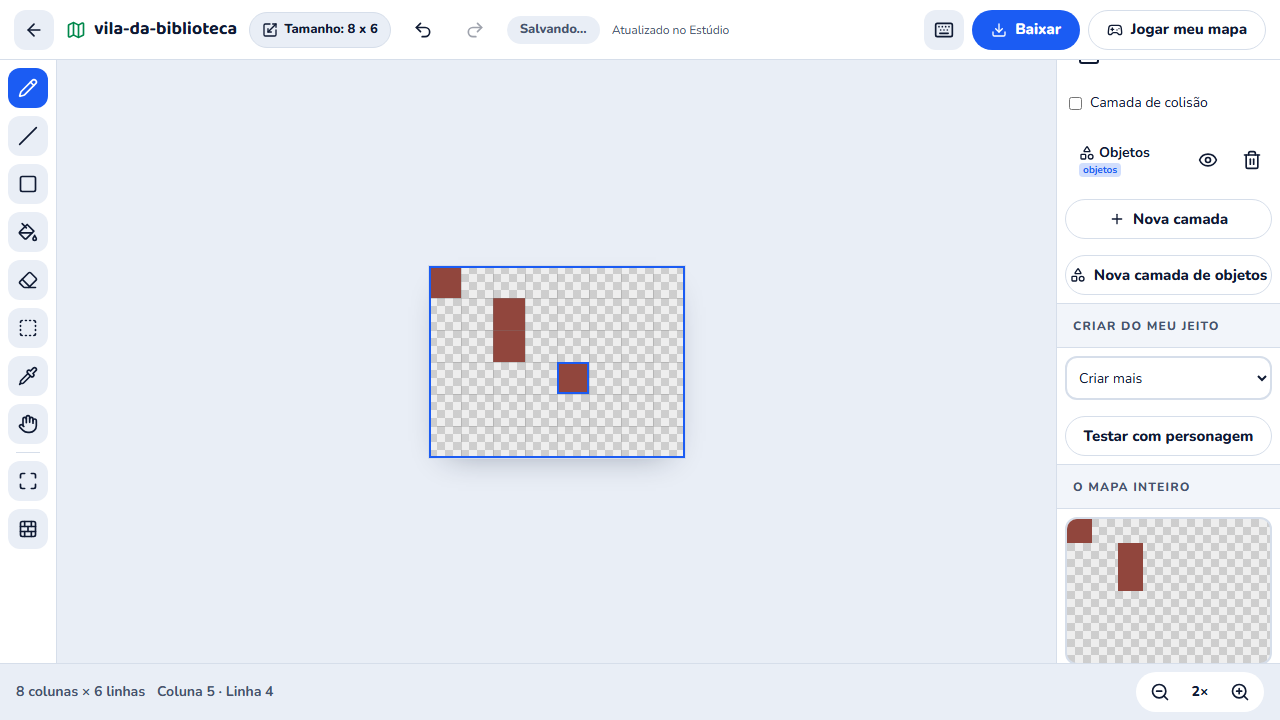 vila-da-biblioteca
Tamanho: 8 x 6
Salvando...
Atualizado no Estúdio
Baixar
Jogar meu mapa
Camada de colisão
Objetos
objetos
Nova camada
Nova camada de objetos
CRIAR DO MEU JEITO
Criar mais
Testar com personagem
O MAPA INTEIRO
8 colunas × 6 linhas
Coluna 5 · Linha 4
2×